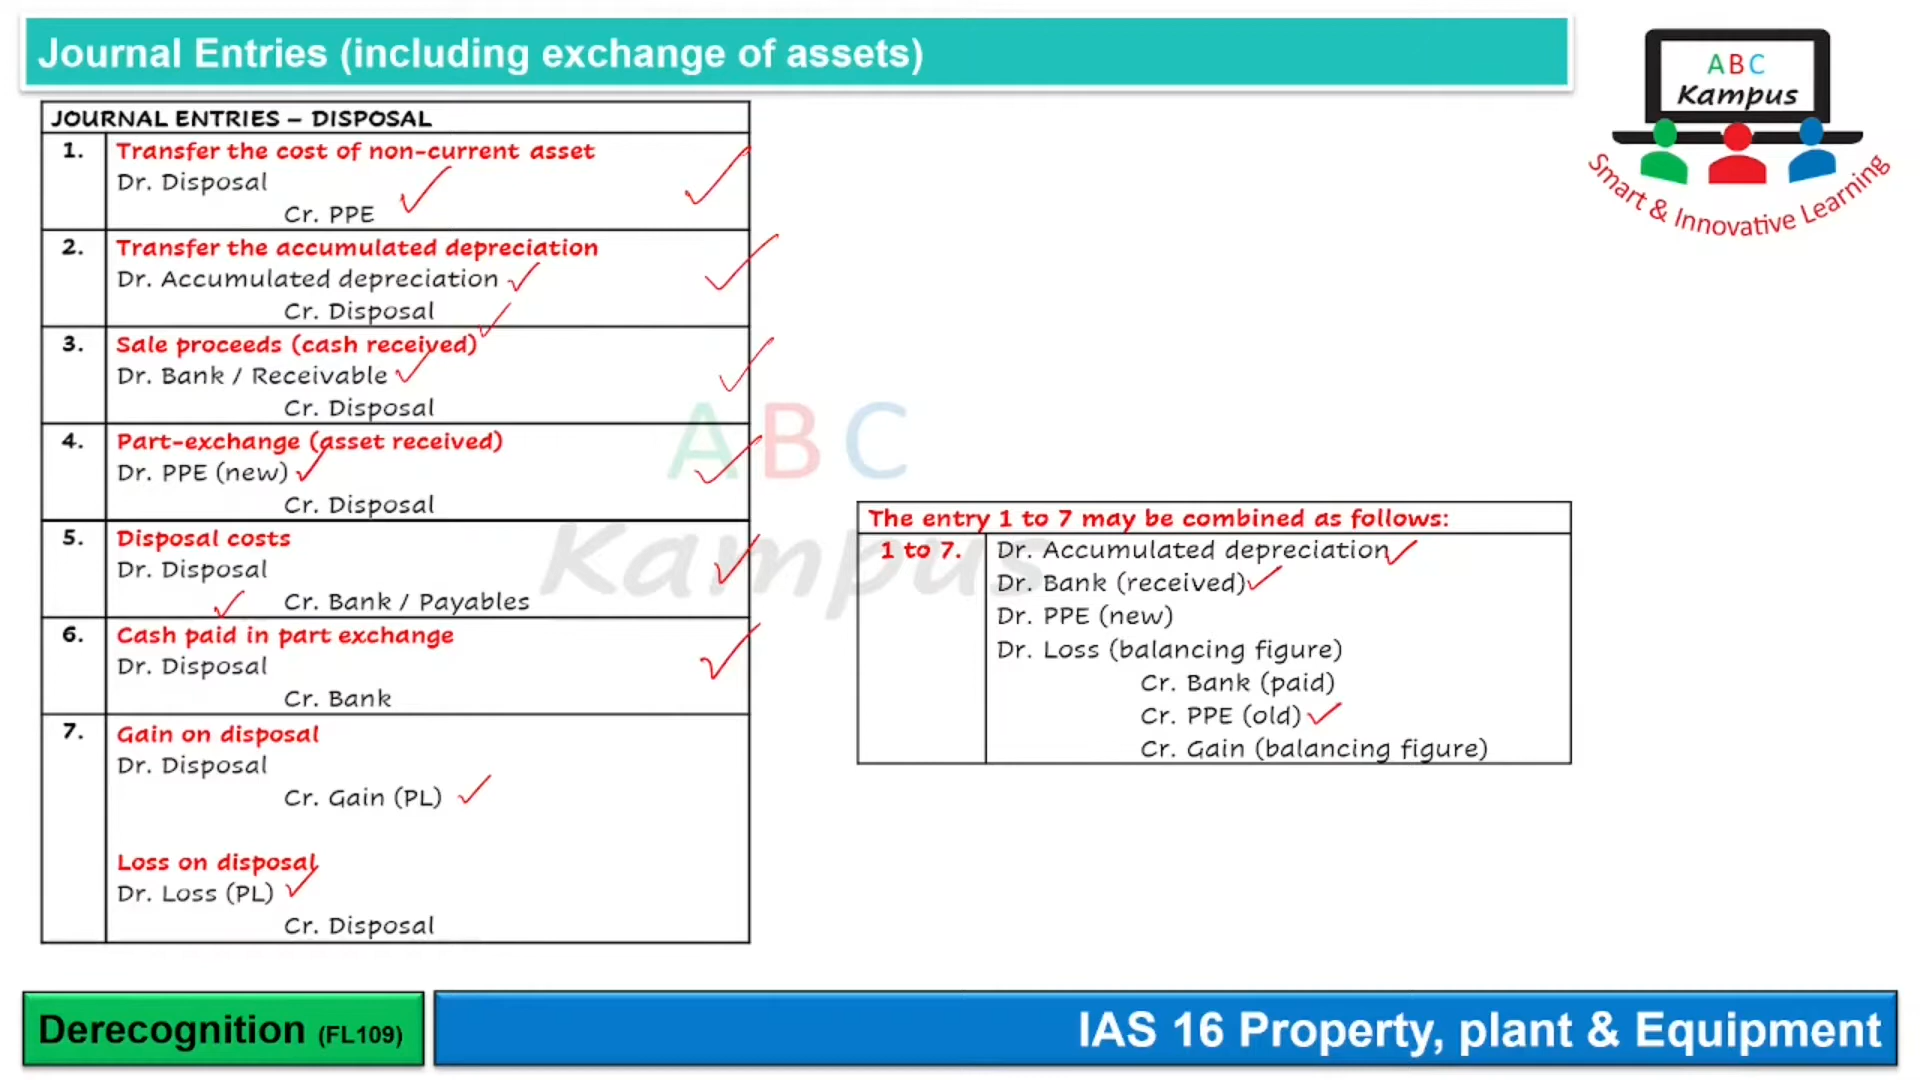 Journal Entries (including exchange of assets)
ABC
Kampus
Smart & Innovative Learning
JOURNAL ENTRIES – DISPOSAL
1. Transfer the cost of non-current asset
Dr. Disposal
Cr. PPE
2. Transfer the accumulated depreciation
Dr. Accumulated depreciation
Cr. Disposal
3. Sale proceeds (cash received)
Dr. Bank / Receivable
Cr. Disposal
4. Part-exchange (asset received)
Dr. PPE (new)
Cr. Disposal
5. Disposal costs
Dr. Disposal
Cr. Bank / Payables
6. Cash paid in part exchange
Dr. Disposal
Cr. Bank
7. Gain on disposal
Dr. Disposal
Cr. Gain (PL)
Loss on disposal
Dr. Loss (PL)
Cr. Disposal
ABC
Kampus
The entry 1 to 7 may be combined as follows:
1 to 7. Dr. Accumulated depreciation
Dr. Bank (received)
Dr. PPE (new)
Dr. Loss (balancing figure)
Cr. Bank (paid)
Cr. PPE (old)
Cr. Gain (balancing figure)
Derecognition (FL109)
IAS 16 Property, plant & Equipment